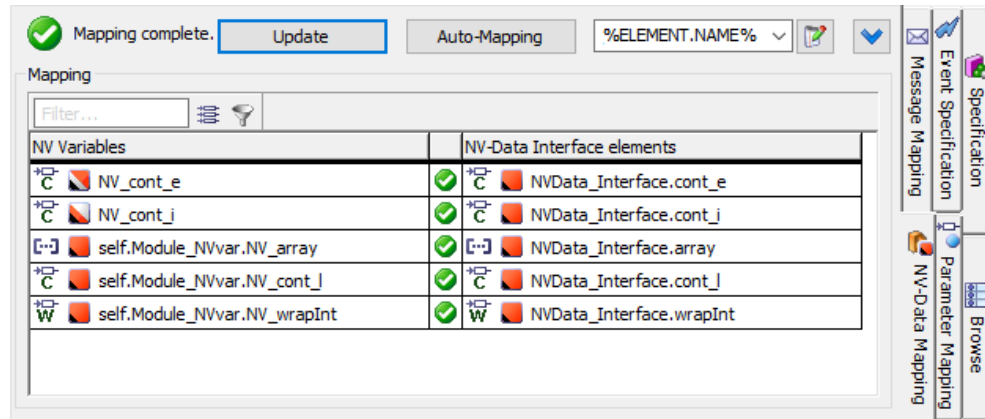 Mapping complete.
Update
Auto-Mapping
%ELEMENT.NAME%
Mapping
Filter...
NV Variables
NV-Data Interface elements
C NV_cont_e
C NVData_Interface.cont_e
C NV_cont_i
C NVData_Interface.cont_i
self.Module_NVvar.NV_array
NVData_Interface.array
C self.Module_NVvar.NV_cont_l
C NVData_Interface.cont_l
W self.Module_NVvar.NV_wrapInt
W NVData_Interface.wrapInt
Message Mapping
Event Specification
Specification
NV-Data Mapping
Parameter Mapping
Browse